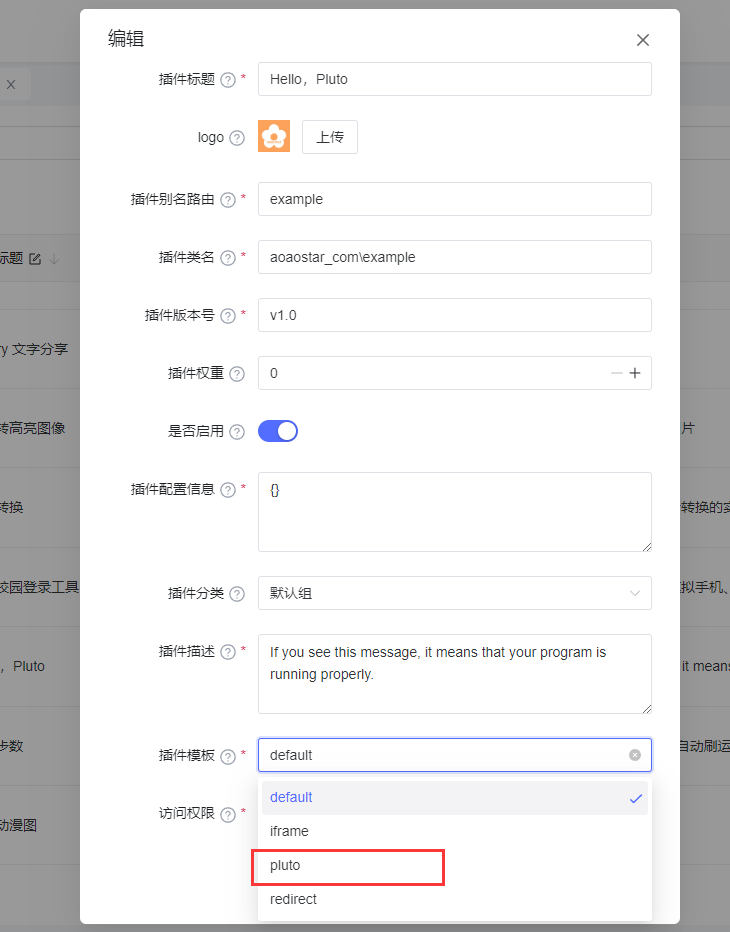 编辑
插件标题 ? *
Hello，Pluto
logo ?
上传
插件别名路由 ? *
example
插件类名 ? *
aoaostar_com\example
插件版本号 ? *
v1.0
标题
插件权重 ?
0
ry 文字分享
是否启用 ?
转高亮图像
片
插件配置信息 ? *
{}
转换
转换的实
插件分类 ?
默认组
校园登录工具
拟手机、
插件描述 ? *
If you see this message, it means that your program is
running properly.
，Pluto
it means
步数
自动刷运
插件模板 ? *
default
default
访问权限 ? *
动漫图
iframe
pluto
redirect